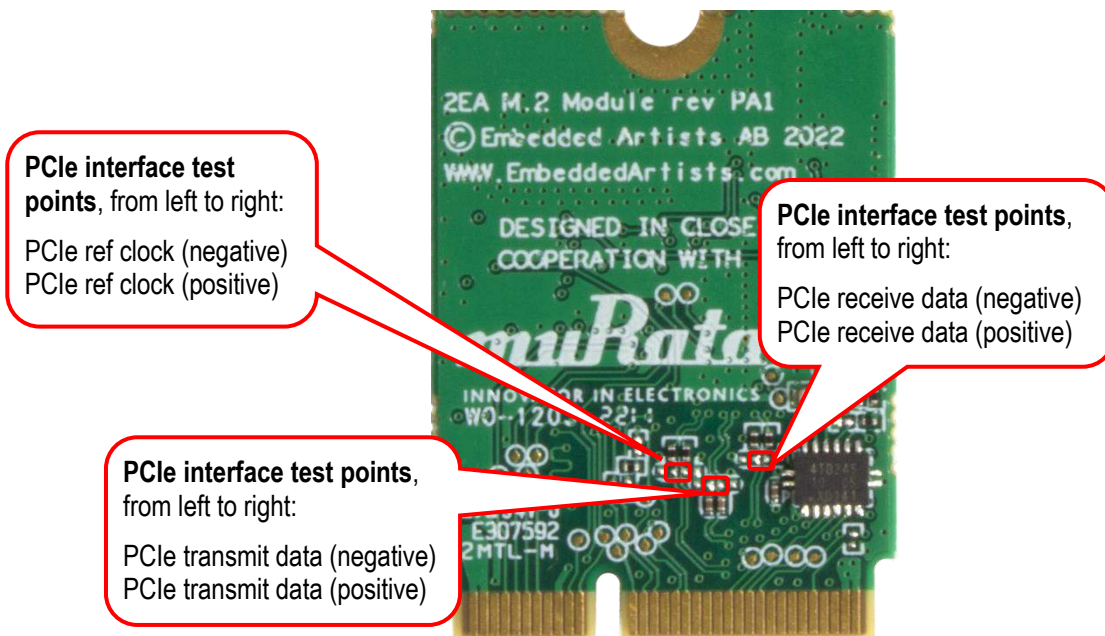 2EA M.2 Module rev PA1
© Embedded Artists AB 2022
WWW.EmbeddedArtists.com
PCIe interface test
points, from left to right:
PCIe ref clock (negative)
PCIe ref clock (positive)
PCIe interface test points,
from left to right:
PCIe receive data (negative)
PCIe receive data (positive)
DESIGNED IN CLOSE
COOPERATION WITH
muRata
IN ELECTRONICS
PCIe interface test points,
from left to right:
PCIe transmit data (negative)
PCIe transmit data (positive)
4TD245
E307592
2MTL-M